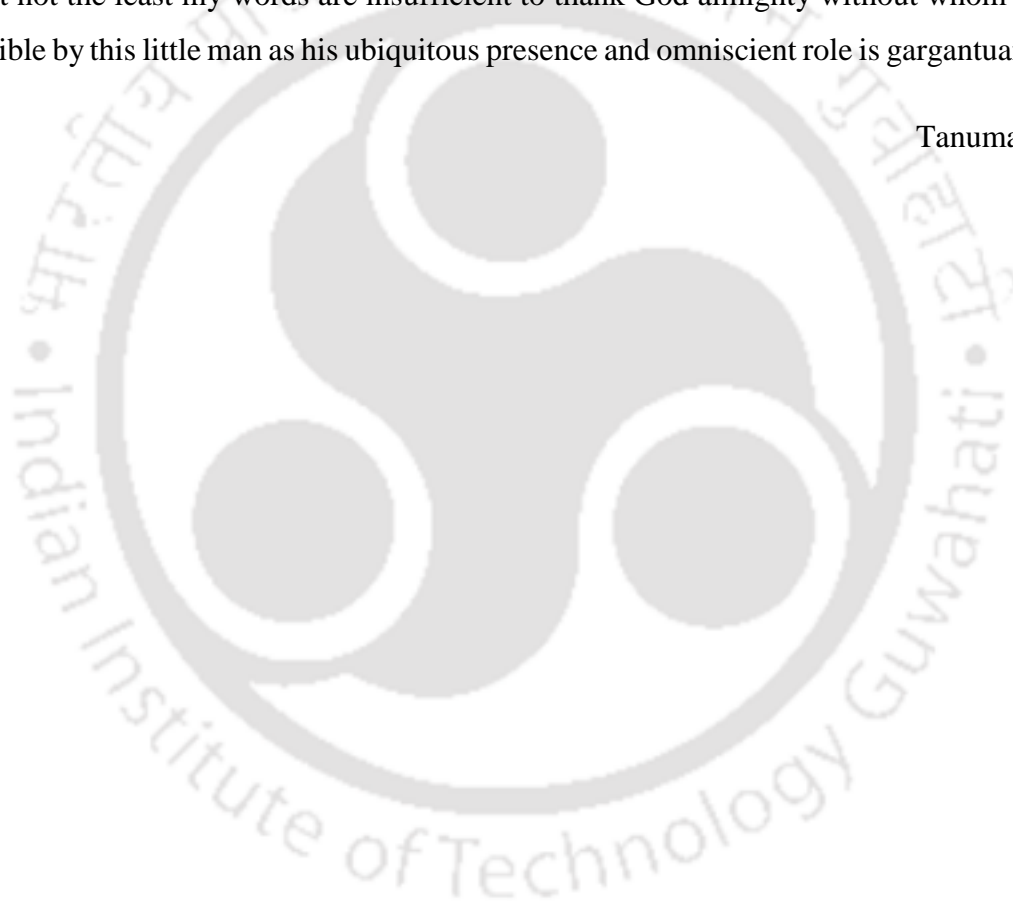 t not the least my words are insufficient to thank God almighty without whom
ible by this little man as his ubiquitous presence and omniscient role is gargantua
Tanuma
भारतीय
गुवाहाटी
• Indian Institute of Technology Guwahati •